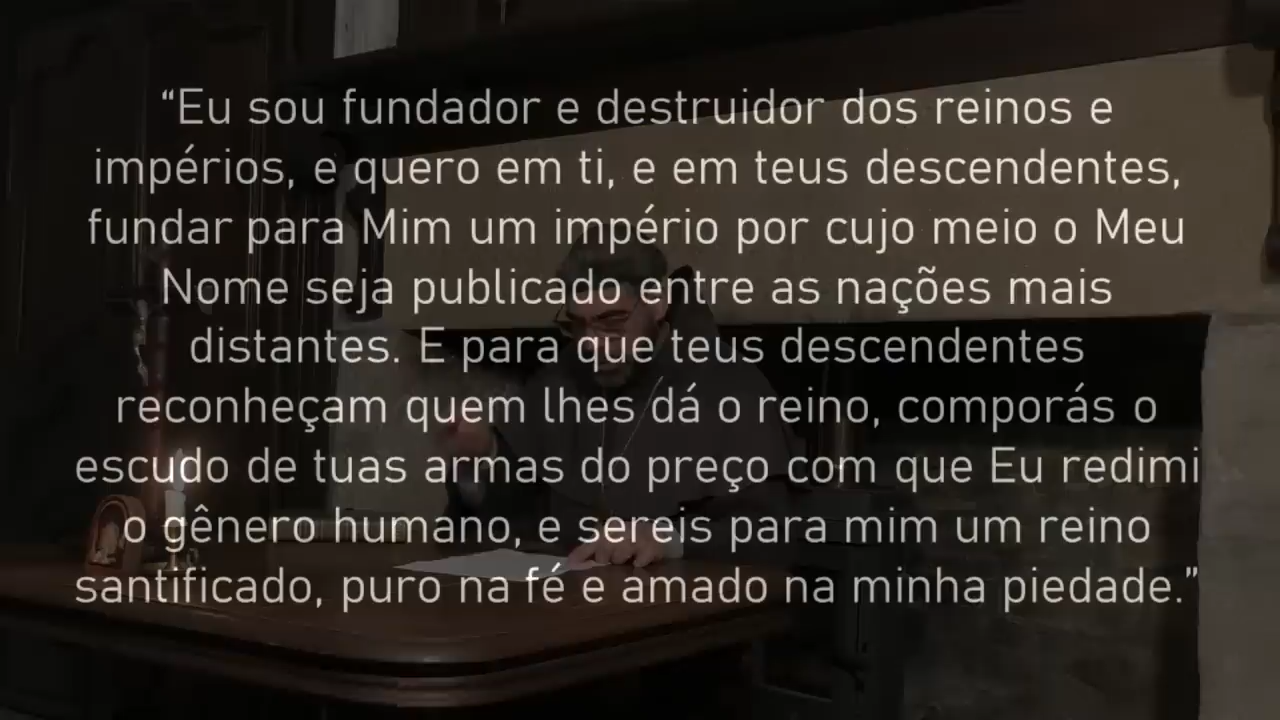 “Eu sou fundador e destruidor dos reinos e
impérios, e quero em ti, e em teus descendentes,
fundar para Mim um império por cujo meio o Meu
Nome seja publicado entre as nações mais
distantes. E para que teus descendentes
reconheçam quem lhes dá o reino, comporás o
escudo de tuas armas do preço com que Eu redimi
o gênero humano, e sereis para mim um reino
santificado, puro na fé e amado na minha piedade.”